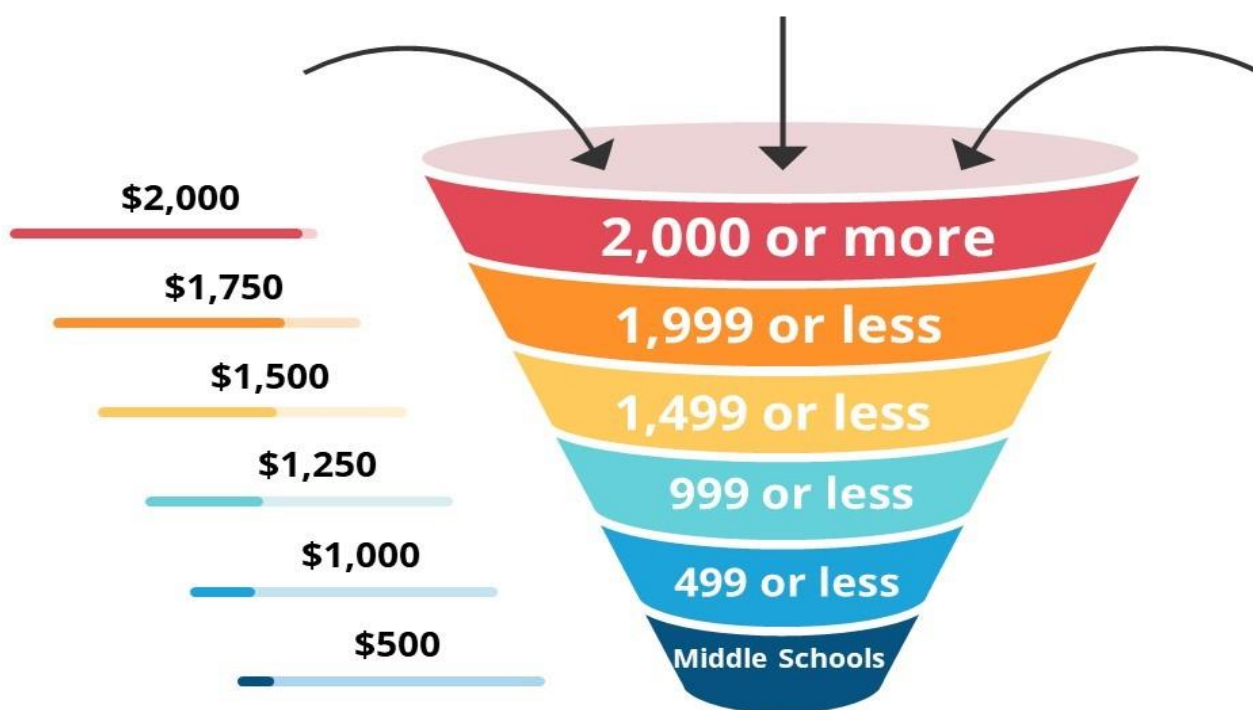 $2,000
2,000 or more
$1,750
1,999 or less
$1,500
1,499 or less
$1,250
999 or less
$1,000
499 or less
$500
Middle Schools